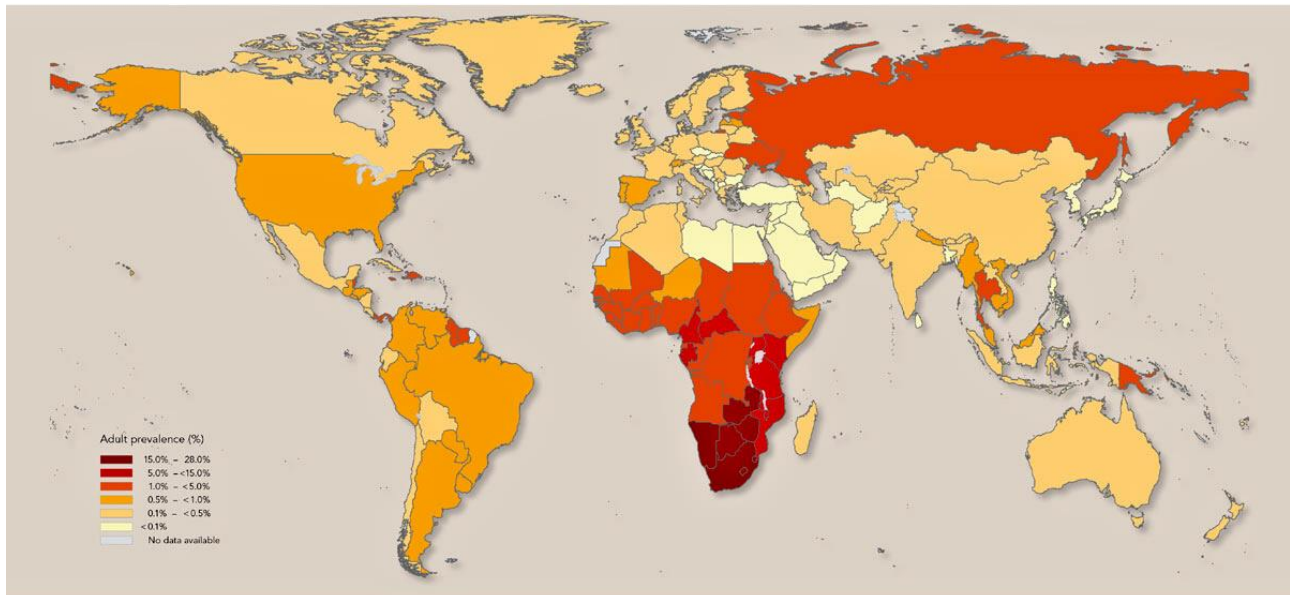 Adult prevalence (%)
15.0% – 28.0%
5.0% – <15.0%
1.0% – <5.0%
0.5% – <1.0%
0.1% – <0.5%
<0.1%
No data available